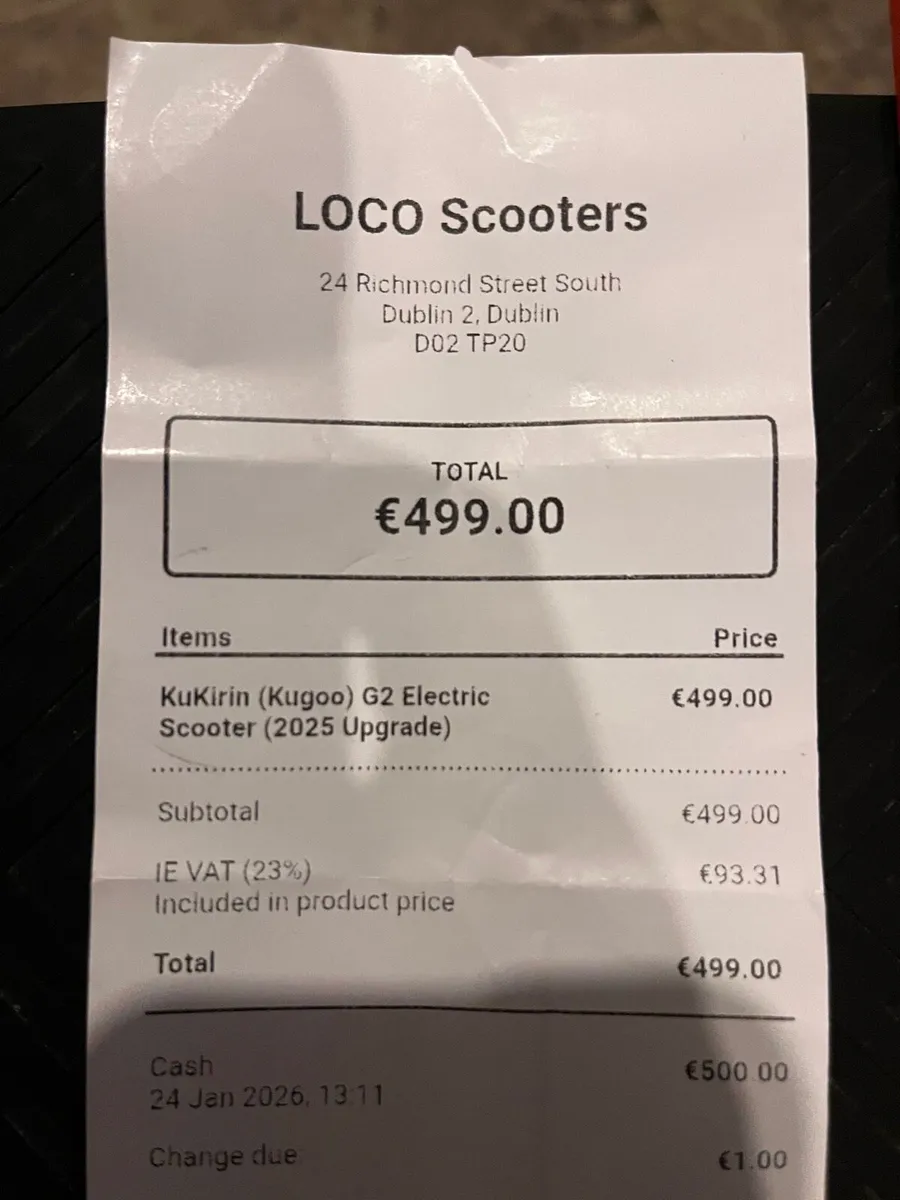 LOCO Scooters
24 Richmond Street South
Dublin 2, Dublin
D02 TP20
TOTAL
€499.00
Items Price
KuKirin (Kugoo) G2 Electric €499.00
Scooter (2025 Upgrade)
Subtotal €499.00
IE VAT (23%) €93.31
Included in product price
Total €499.00
Cash €500.00
24 Jan 2026, 13:11
Change due €1.00